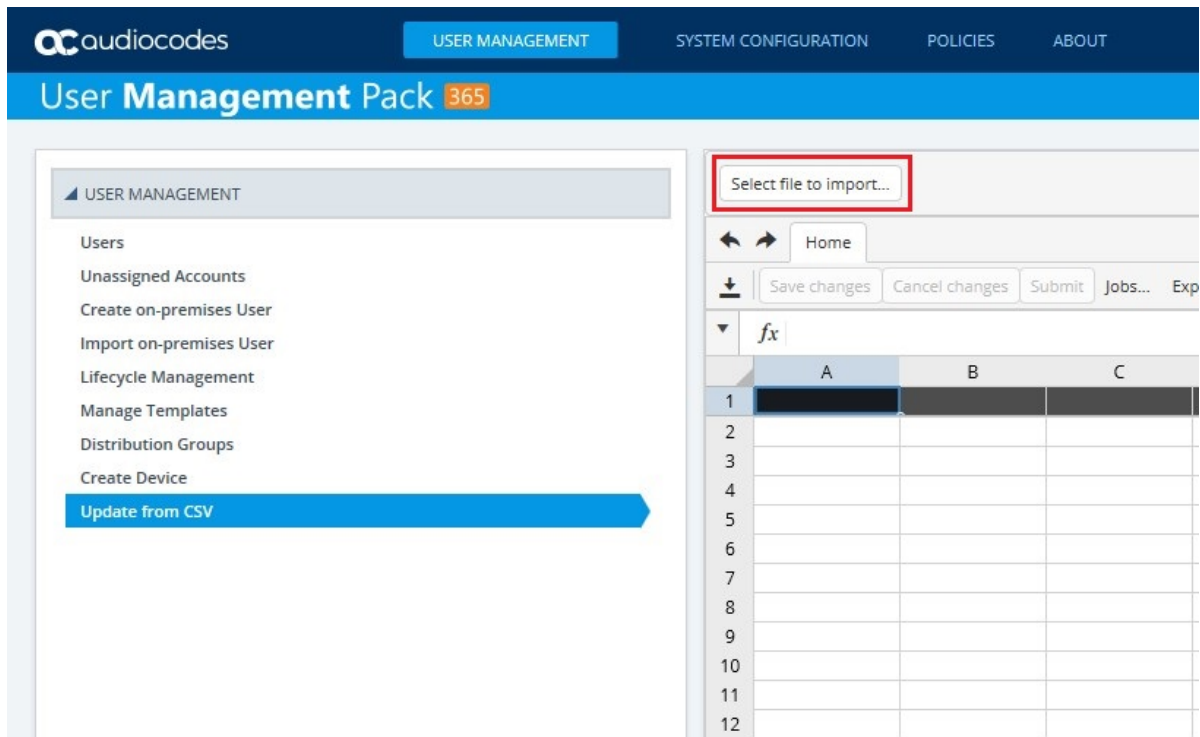 audiocodes
USER MANAGEMENT SYSTEM CONFIGURATION POLICIES ABOUT
User Management Pack 365
USER MANAGEMENT
Users
Unassigned Accounts
Create on-premises User
Import on-premises User
Lifecycle Management
Manage Templates
Distribution Groups
Create Device
Update from CSV
Select file to import...
Home
Save changes Cancel changes Submit Jobs... Exp
fx
A B C
1
2
3
4
5
6
7
8
9
10
11
12